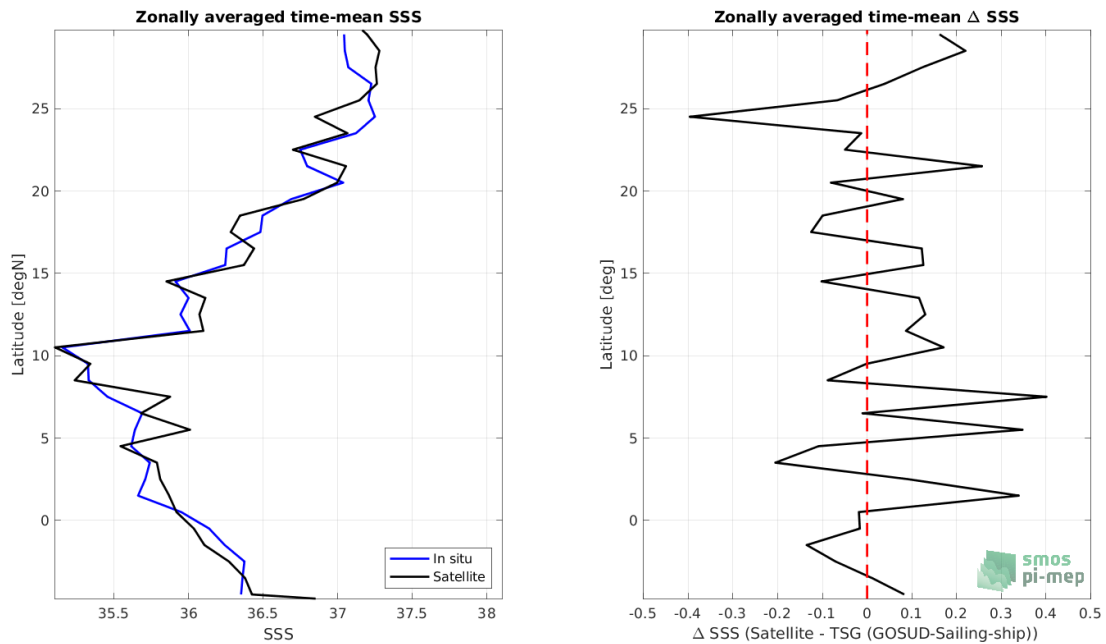 Zonally averaged time-mean SSS
Latitude [degN]
25
20
15
10
5
0
35.5
36
36.5
37
37.5
38
SSS
In situ
Satellite
Zonally averaged time-mean Δ SSS
Latitude [deg]
25
20
15
10
5
0
-0.5
-0.4
-0.3
-0.2
-0.1
0
0.1
0.2
0.3
0.4
0.5
Δ SSS (Satellite - TSG (GOSUD-Sailing-ship))
smos
pi-mep